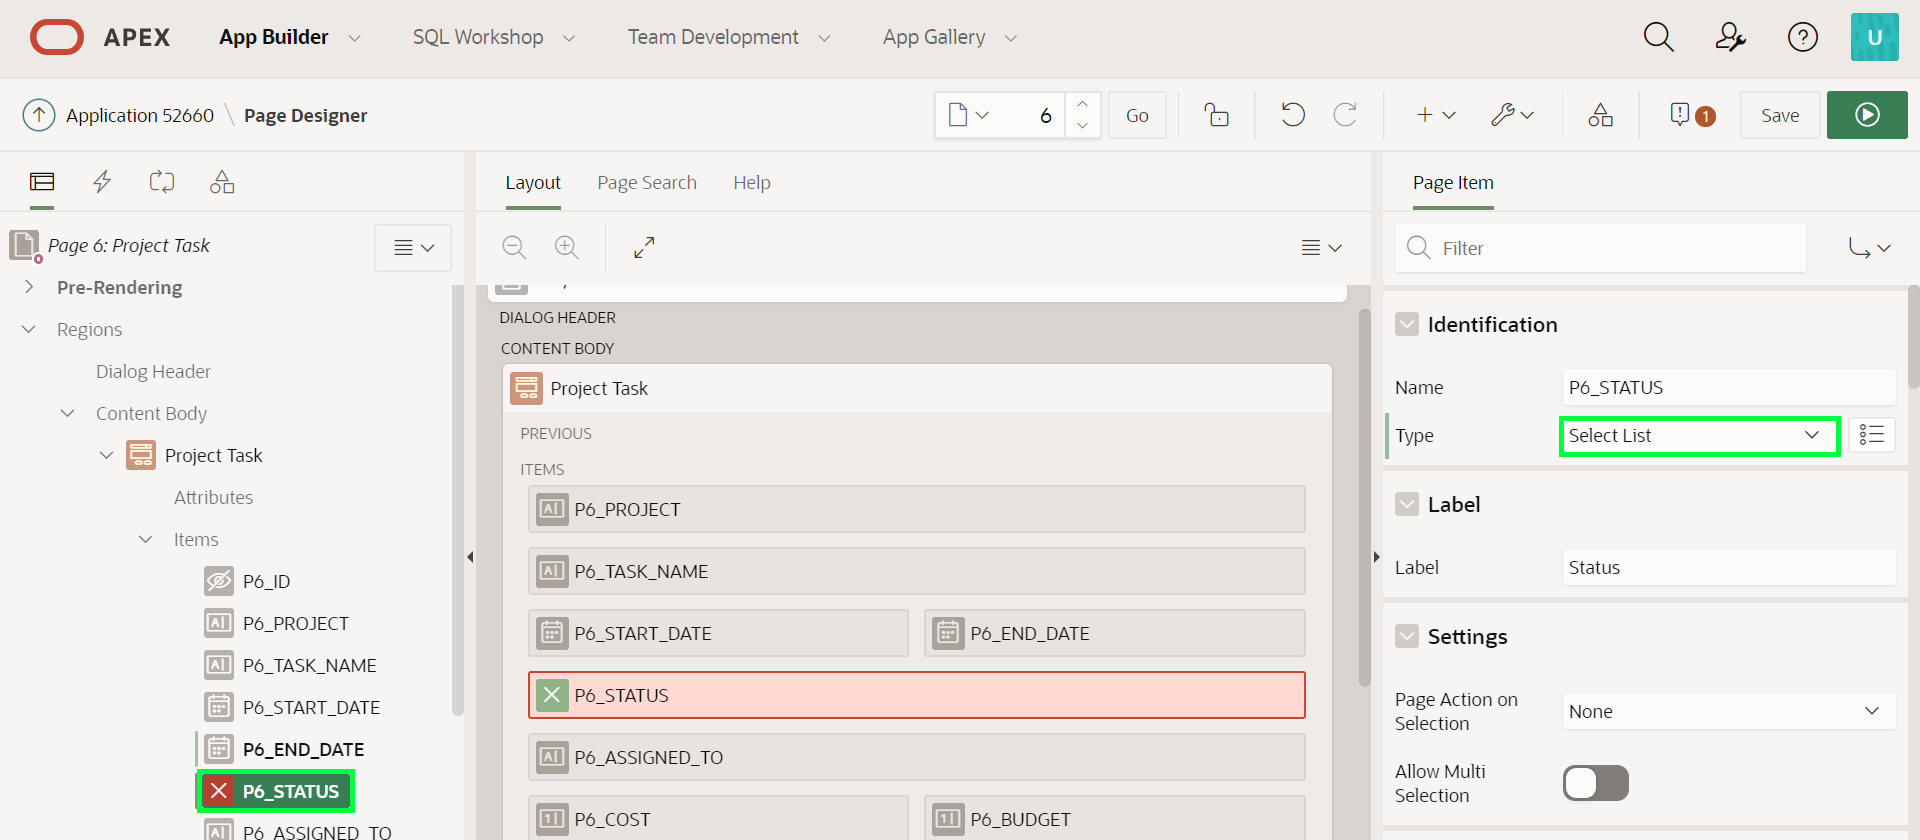 APEX App Builder SQL Workshop Team Development App Gallery U
Application 52660 \ Page Designer 6 Go 1 Save
Layout Page Search Help
Page Item
Page 6: Project Task
Pre-Rendering
Regions
Dialog Header
Content Body
Project Task
Attributes
Items
P6_ID
P6_PROJECT
P6_TASK_NAME
P6_START_DATE
P6_END_DATE
P6_STATUS
P6_ASSIGNED_TO
DIALOG HEADER
CONTENT BODY
Project Task
PREVIOUS
ITEMS
P6_PROJECT
P6_TASK_NAME
P6_START_DATE P6_END_DATE
P6_STATUS
P6_ASSIGNED_TO
P6_COST P6_BUDGET
Filter
Identification
Name P6_STATUS
Type Select List
Label
Label Status
Settings
Page Action on
Selection None
Allow Multi
Selection